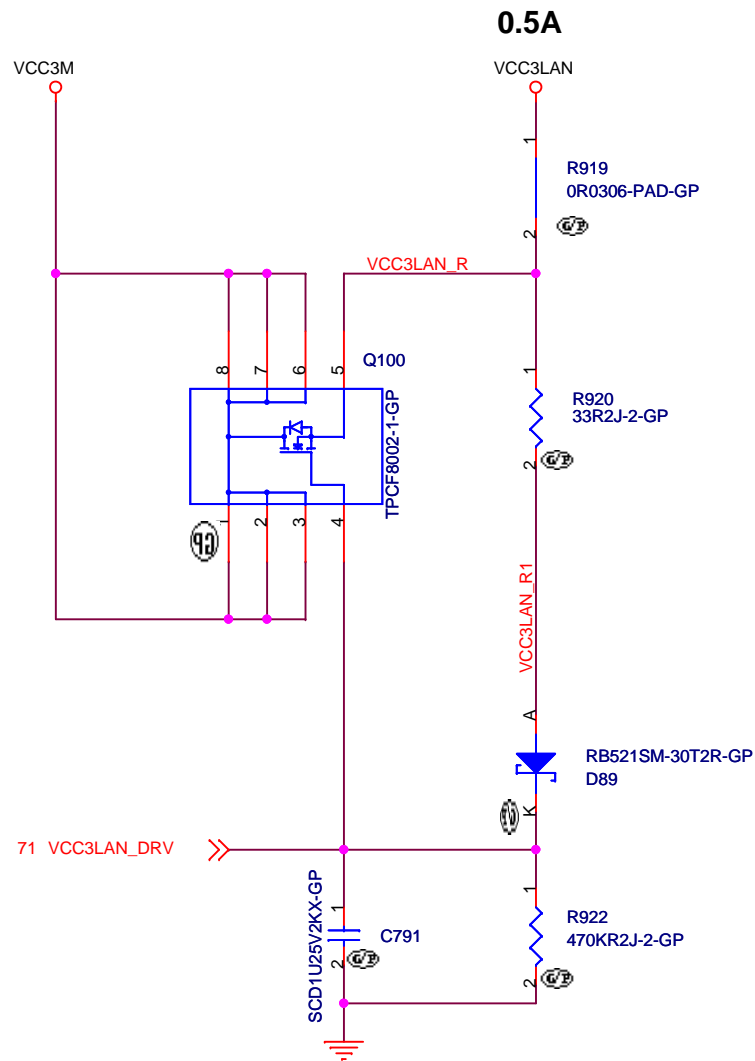 0.5A
VCC3M
VCC3LAN
1
R919
0R0306-PAD-GP
2
G/P
VCC3LAN_R
8
7
6
5
Q100
TPCF8002-1-GP
1
R920
33R2J-2-GP
2
G/P
1
2
3
4
GP
VCC3LAN_R1
A
RB521SM-30T2R-GP
D89
K
71 VCC3LAN_DRV
SCD1U25V2KX-GP
1
C791
2
G/P
1
R922
470KR2J-2-GP
2
G/P